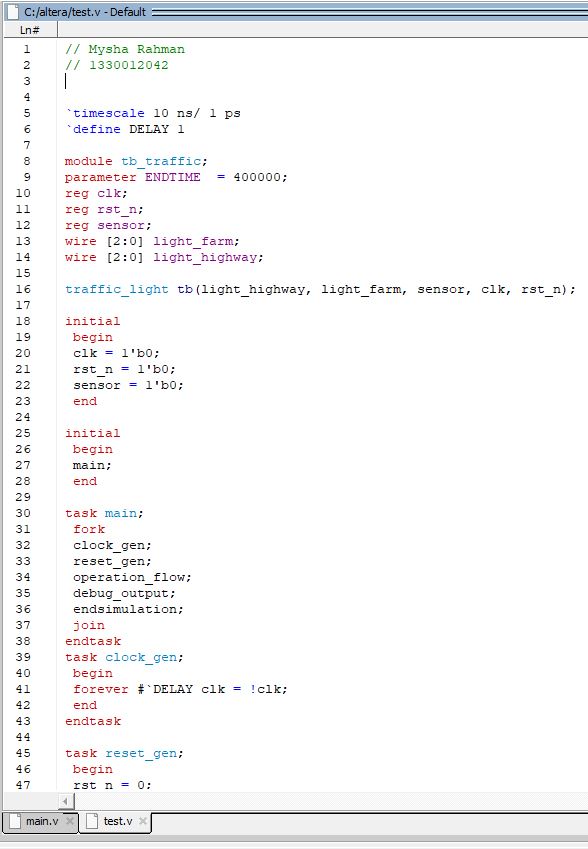 C:/altera/test.v - Default
Ln#
1 // Mysha Rahman
2 // 1330012042
3
4
5 `timescale 10 ns/ 1 ps
6 `define DELAY 1
7
8 module tb_traffic;
9 parameter ENDTIME  = 400000;
10 reg clk;
11 reg rst_n;
12 reg sensor;
13 wire [2:0] light_farm;
14 wire [2:0] light_highway;
15
16 traffic_light tb(light_highway, light_farm, sensor, clk, rst_n);
17
18 initial
19  begin
20  clk = 1'b0;
21  rst_n = 1'b0;
22  sensor = 1'b0;
23  end
24
25 initial
26  begin
27  main;
28  end
29
30 task main;
31  fork
32  clock_gen;
33  reset_gen;
34  operation_flow;
35  debug_output;
36  endsimulation;
37  join
38 endtask
39 task clock_gen;
40  begin
41  forever #`DELAY clk = !clk;
42  end
43 endtask
44
45 task reset_gen;
46  begin
47  rst_n = 0;
main.v test.v